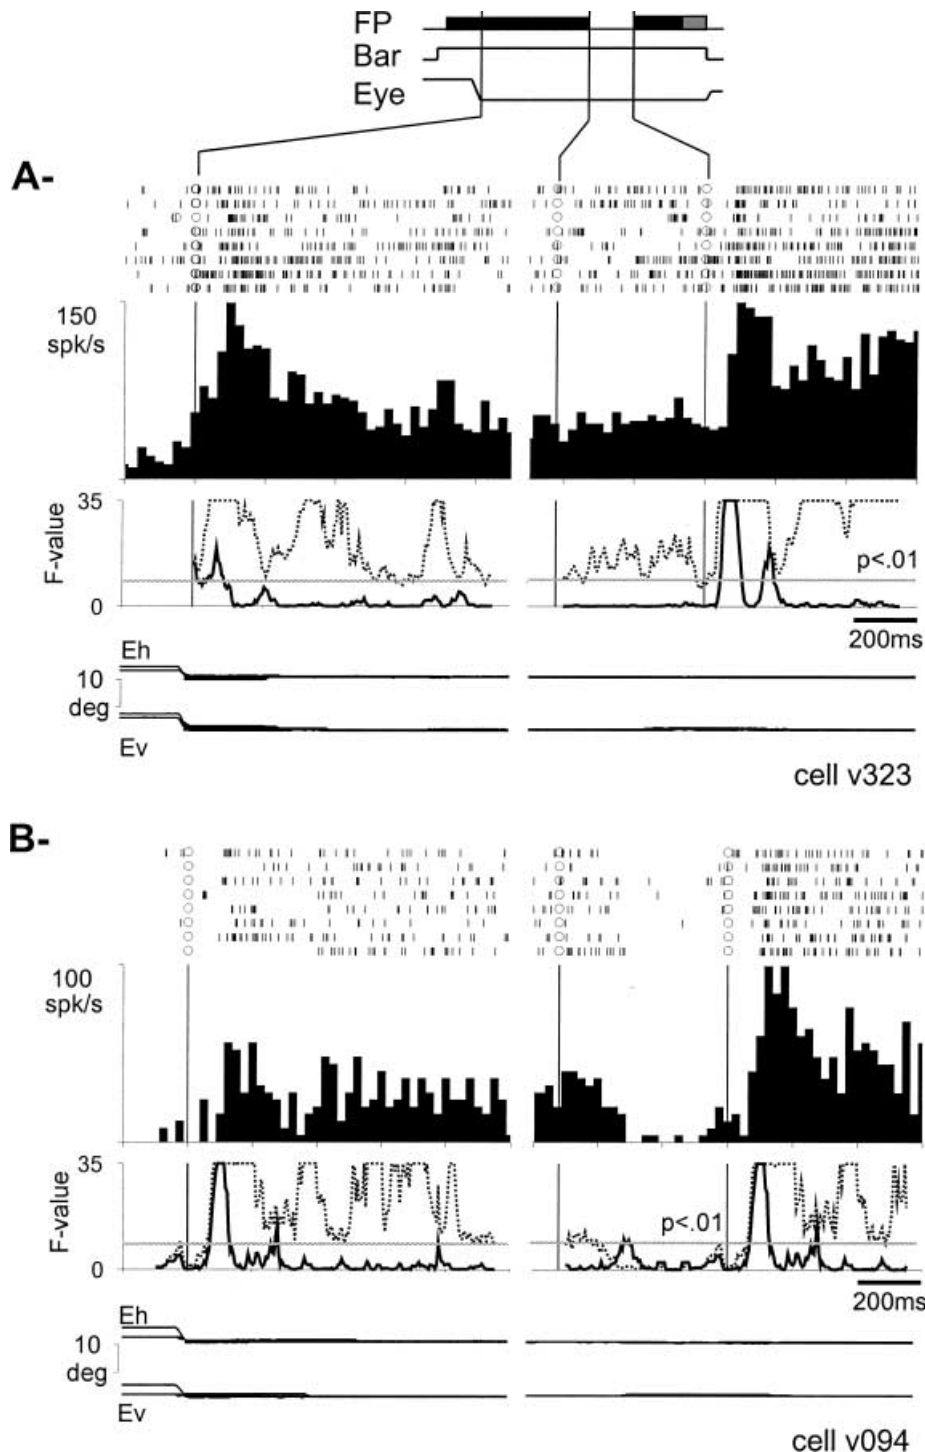 FP
Bar
Eye
A-
150
spk/s
35
F-value
0
p<.01
200ms
Eh
10
deg
Ev
cell v323
B-
100
spk/s
35
F-value
0
p<.01
200ms
Eh
10
deg
Ev
cell v094